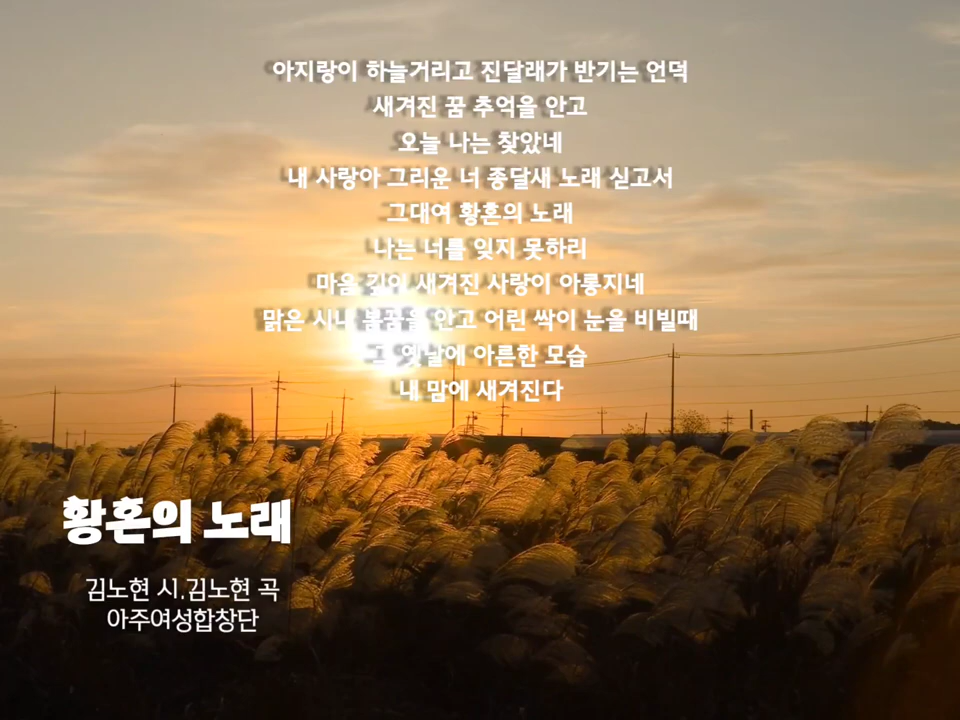 아지랑이 하늘거리고 진달래가 반기는 언덕
새겨진 꿈 추억을 안고
오늘 나는 찾았네
내 사랑아 그리운 너 종달새 노래 싣고서
그대여 황혼의 노래
나는 너를 잊지 못하리
마음 깊이 새겨진 사랑이 아롱지네
맑은 시내 봄꿈을 안고 어린 싹이 눈을 비빌때
그 옛날에 아른한 모습
내 맘에 새겨진다
황혼의 노래
김노현 시.김노현 곡
아주여성합창단